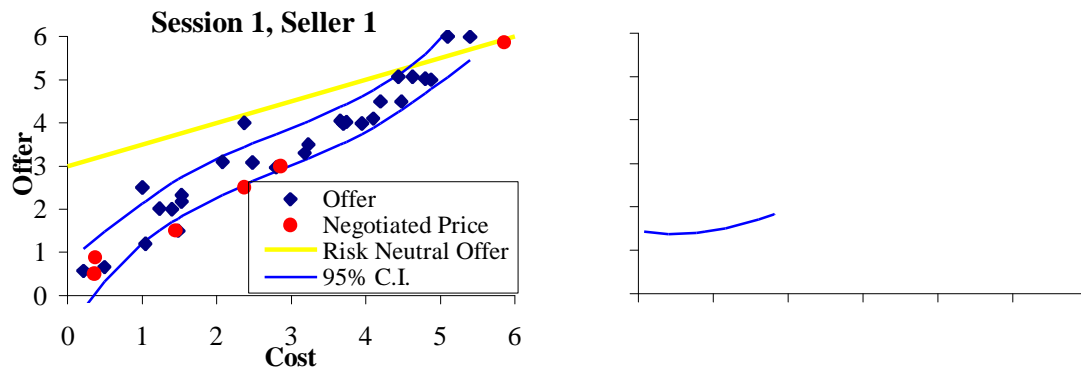 Session 1, Seller 1
6
5
4
3
2
1
0
Offer
Offer
Negotiated Price
Risk Neutral Offer
95% C.I.
0 1 2 3 4 5 6
Cost